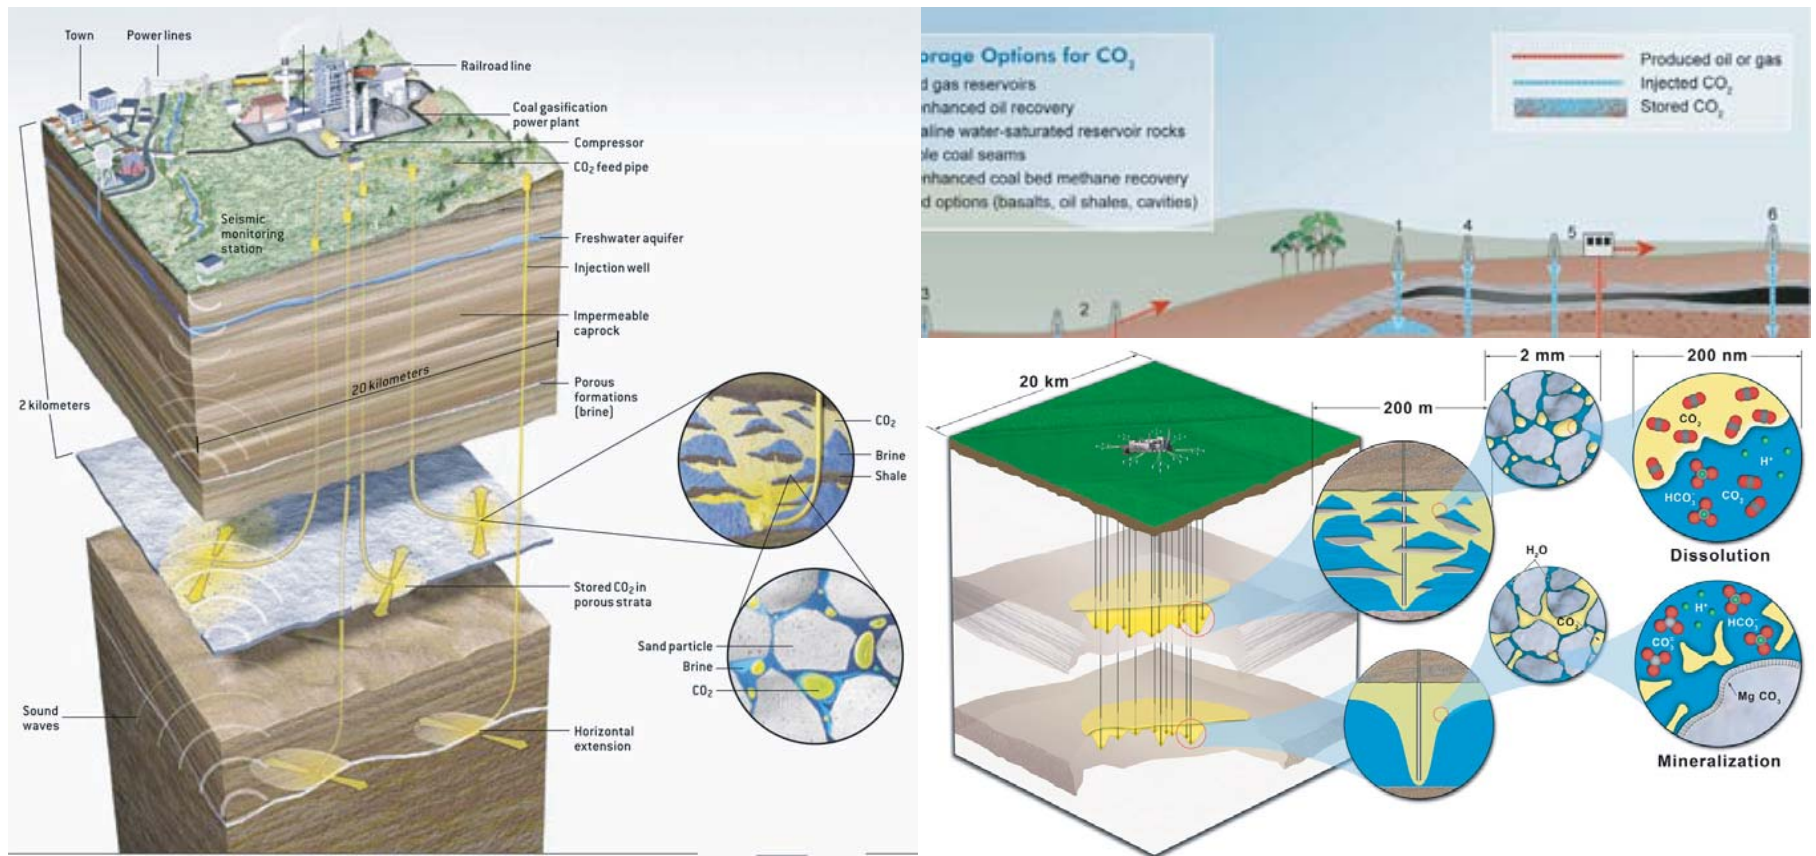 Town
Power lines
Railroad line
Coal gasification
power plant
Compressor
CO₂ feed pipe
Seismic
monitoring
station
Freshwater aquifer
Injection well
Impermeable
caprock
20 kilometers
2 kilometers
Porous
formations
(brine)
CO₂
Brine
Shale
Stored CO₂ in
porous strata
Sand particle
Brine
CO₂
Sound
waves
Horizontal
extension
orage Options for CO₂
d gas reservoirs
enhanced oil recovery
aline water-saturated reservoir rocks
ble coal seams
enhanced coal bed methane recovery
d options (basalts, oil shales, cavities)
Produced oil or gas
Injected CO₂
Stored CO₂
1
4
5
6
3
2
20 km
200 m
2 mm
200 nm
CO₂
H⁺
HCO₃⁻
CO₂
Dissolution
H₂O
CO₂
H⁺
HCO₃⁻
CO₃⁼
Mg CO₃
Mineralization